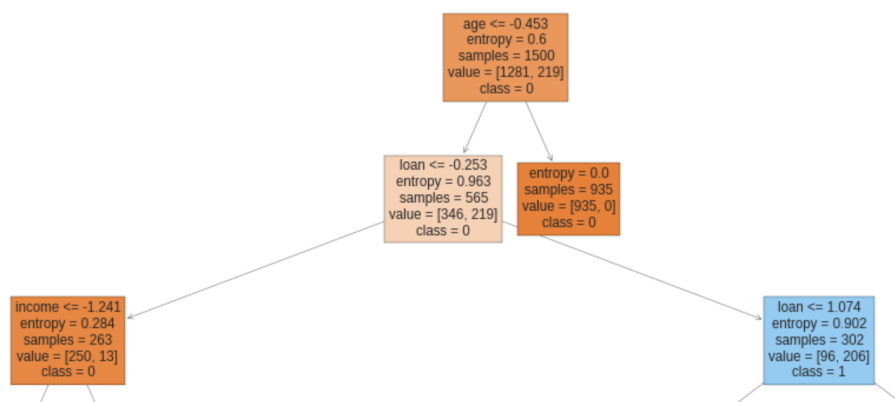 age <= -0.453
entropy = 0.6
samples = 1500
value = [1281, 219]
class = 0
loan <= -0.253
entropy = 0.963
samples = 565
value = [346, 219]
class = 0
entropy = 0.0
samples = 935
value = [935, 0]
class = 0
income <= -1.241
entropy = 0.284
samples = 263
value = [250, 13]
class = 0
loan <= 1.074
entropy = 0.902
samples = 302
value = [96, 206]
class = 1